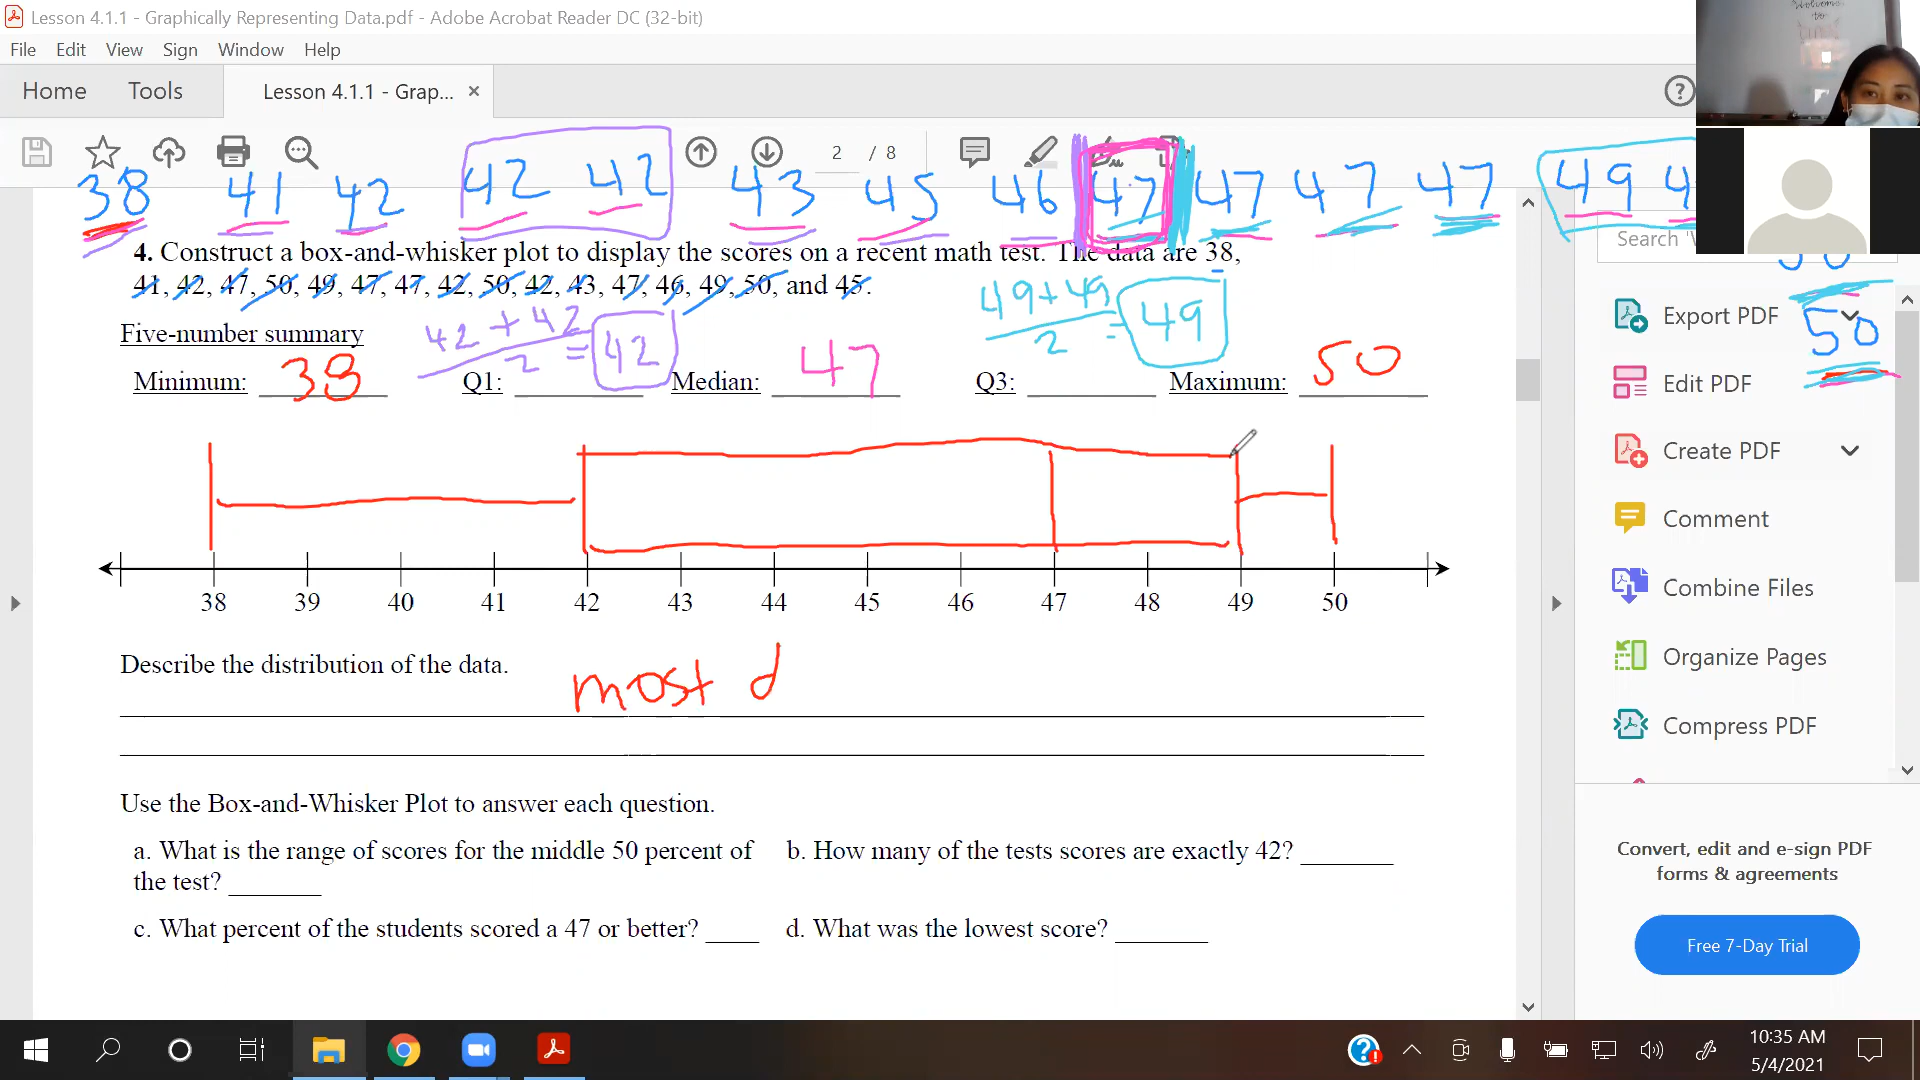 Lesson 4.1.1 - Graphically Representing Data.pdf - Adobe Acrobat Reader DC (32-bit)
File Edit View Sign Window Help
Home Tools Lesson 4.1.1 - Grap... ×
2 / 8
38 41 42 42 42 43 45 46 47 47 47 47 49
4. Construct a box-and-whisker plot to display the scores on a recent math test. The data are 38,
41, 42, 47, 50, 49, 47, 47, 42, 50, 42, 43, 47, 46, 49, 50, and 45.
42 + 42 / 2 = 42
49 + 49 / 2 = 49
Five-number summary
Minimum: 38 Q1: Median: 47 Q3: Maximum: 50
38 39 40 41 42 43 44 45 46 47 48 49 50
Describe the distribution of the data. most d
Use the Box-and-Whisker Plot to answer each question.
a. What is the range of scores for the middle 50 percent of
the test? _______
b. How many of the tests scores are exactly 42? _______
c. What percent of the students scored a 47 or better? ____
d. What was the lowest score? _______
Welcome
to
Search
50
Export PDF
Edit PDF
Create PDF
Comment
Combine Files
Organize Pages
Compress PDF
Convert, edit and e-sign PDF
forms & agreements
Free 7-Day Trial
10:35 AM
5/4/2021